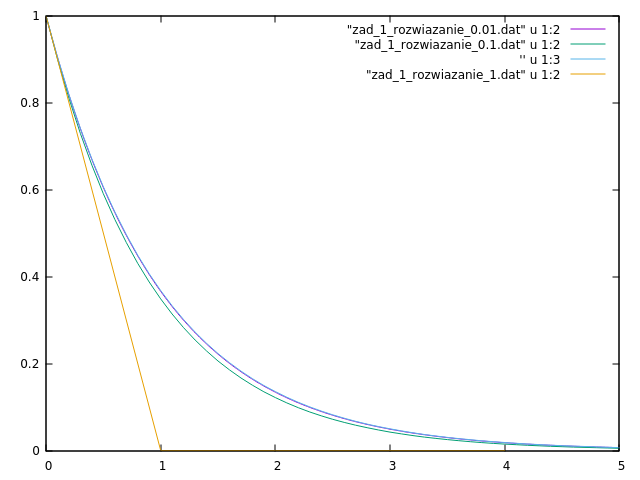 1
"zad_1_rozwiazanie_0.01.dat" u 1:2
"zad_1_rozwiazanie_0.1.dat" u 1:2
'' u 1:3
"zad_1_rozwiazanie_1.dat" u 1:2
0.8
0.6
0.4
0.2
0
0 1 2 3 4 5